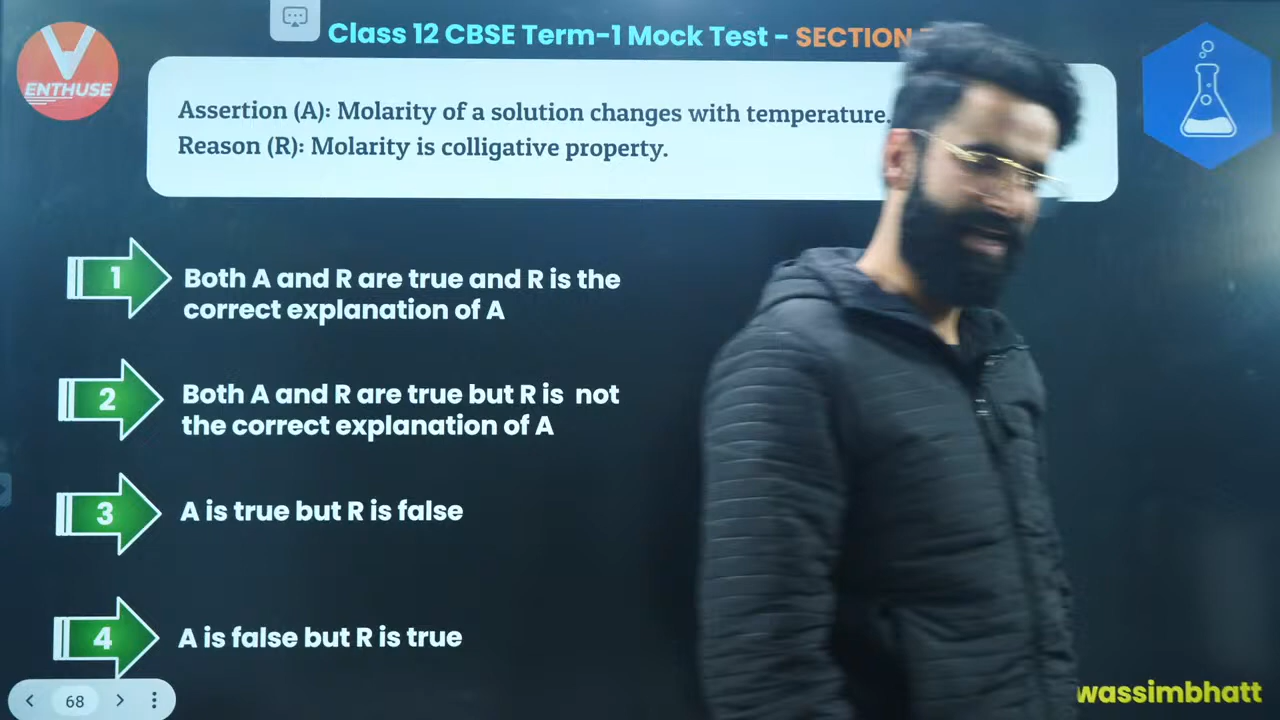 Class 12 CBSE Term-1 Mock Test - SECTION
ENTHUSE
Assertion (A): Molarity of a solution changes with temperature.
Reason (R): Molarity is colligative property.
1 Both A and R are true and R is the
correct explanation of A
2 Both A and R are true but R is not
the correct explanation of A
3 A is true but R is false
4 A is false but R is true
68
wassimbhatt